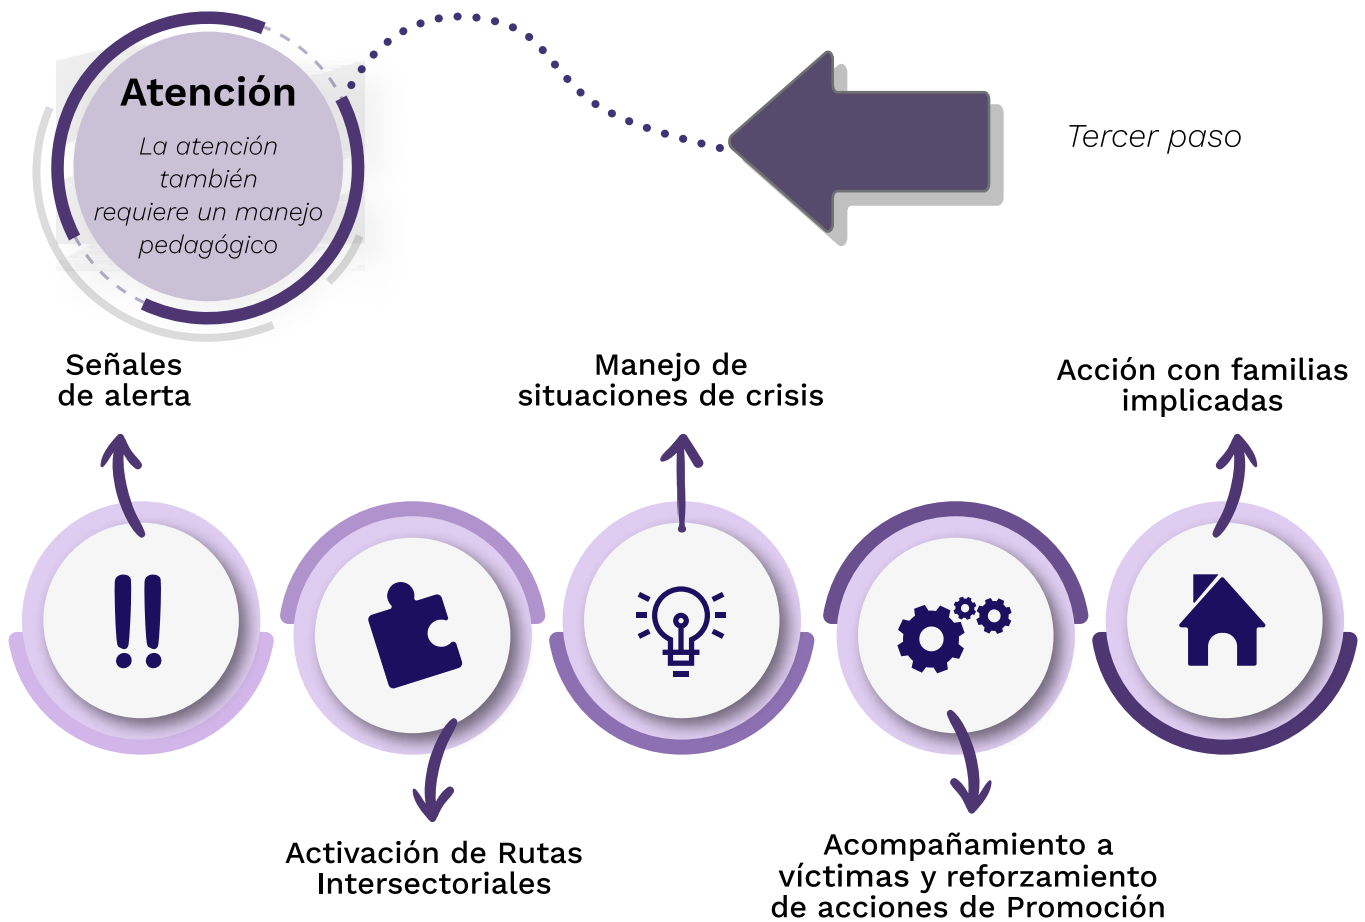 Atención
La atención
también
requiere un manejo
pedagógico
Tercer paso
Señales
de alerta
Manejo de
situaciones de crisis
Acción con familias
implicadas
Activación de Rutas
Intersectoriales
Acompañamiento a
víctimas y reforzamiento
de acciones de Promoción